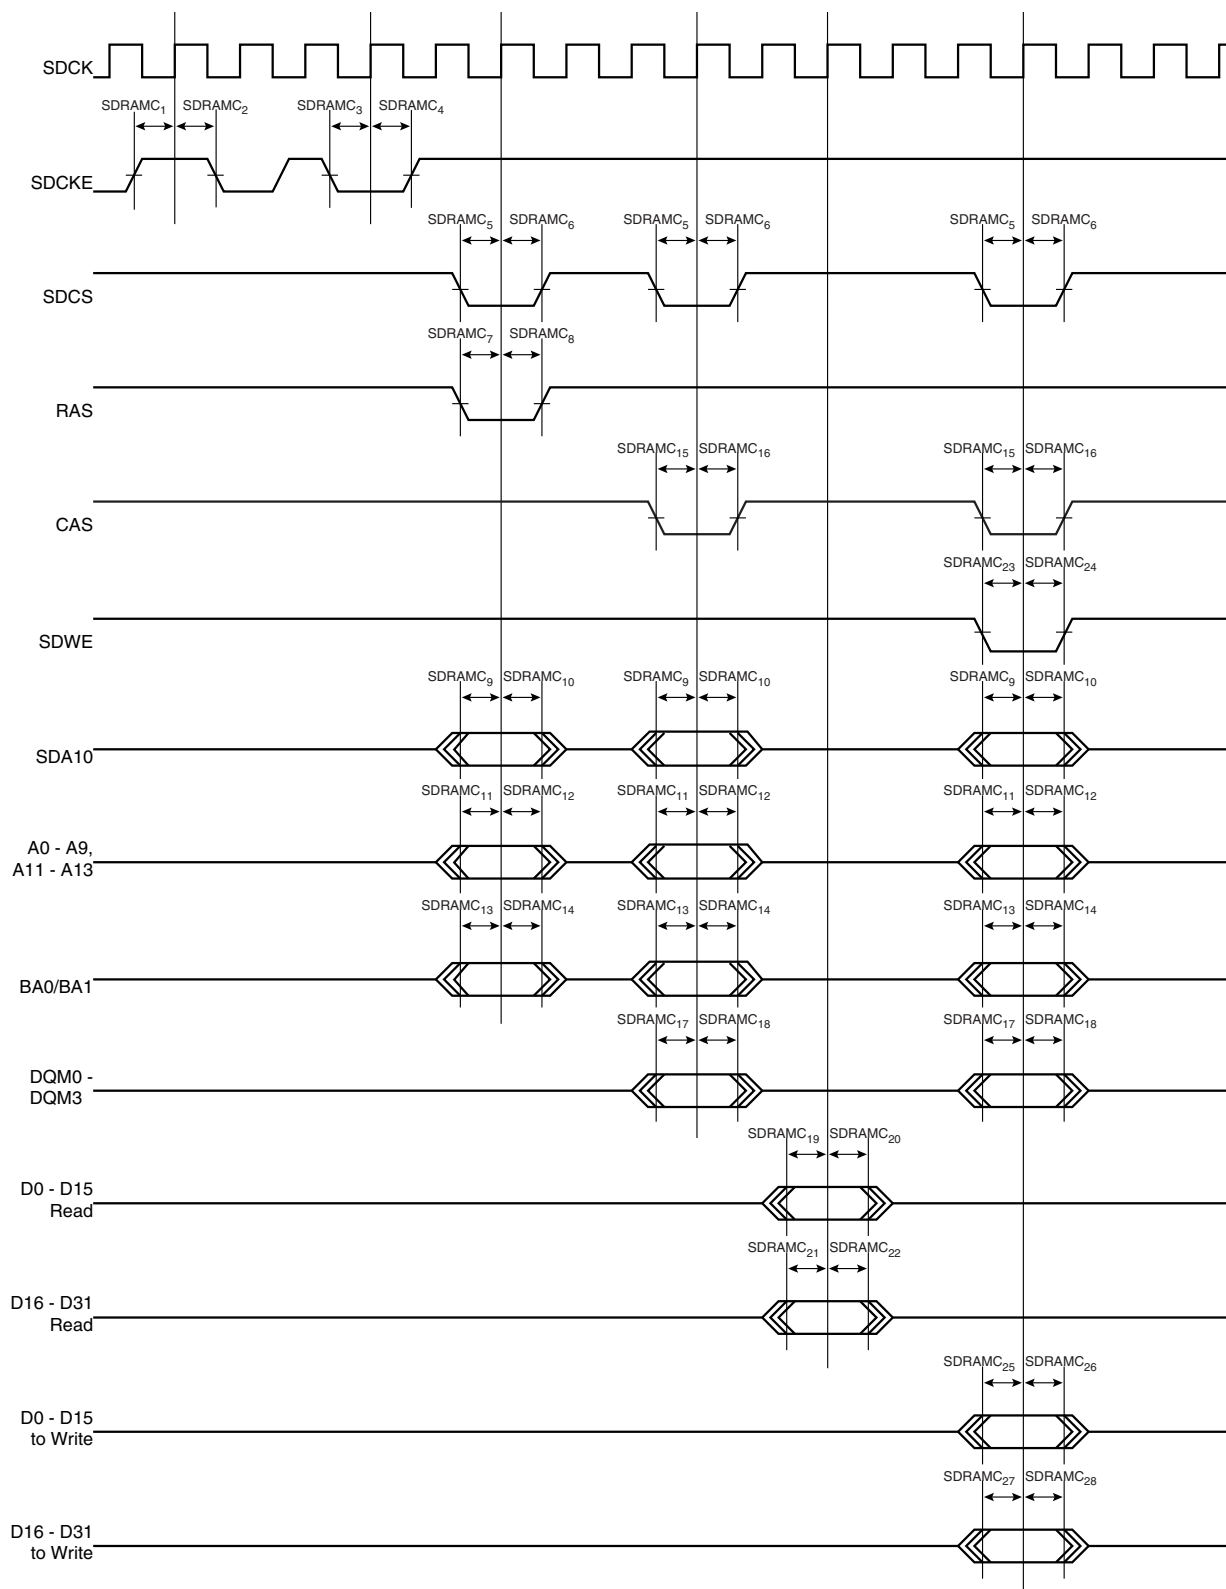 SDCK
SDRAMC1 SDRAMC2 SDRAMC3 SDRAMC4
SDCKE
SDRAMC5 SDRAMC6 SDRAMC5 SDRAMC6 SDRAMC5 SDRAMC6
SDCS
SDRAMC7 SDRAMC8
RAS
SDRAMC15 SDRAMC16 SDRAMC15 SDRAMC16
CAS
SDRAMC23 SDRAMC24
SDWE
SDRAMC9 SDRAMC10 SDRAMC9 SDRAMC10 SDRAMC9 SDRAMC10
SDA10
SDRAMC11 SDRAMC12 SDRAMC11 SDRAMC12 SDRAMC11 SDRAMC12
A0 - A9,
A11 - A13
SDRAMC13 SDRAMC14 SDRAMC13 SDRAMC14 SDRAMC13 SDRAMC14
BA0/BA1
SDRAMC17 SDRAMC18 SDRAMC17 SDRAMC18
DQM0 -
DQM3
SDRAMC19 SDRAMC20
D0 - D15
Read
SDRAMC21 SDRAMC22
D16 - D31
Read
SDRAMC25 SDRAMC26
D0 - D15
to Write
SDRAMC27 SDRAMC28
D16 - D31
to Write